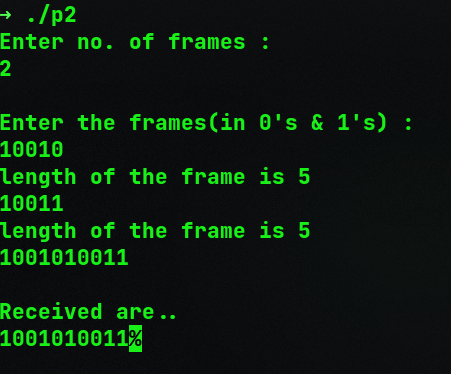 → ./p2
Enter no. of frames :
2
Enter the frames(in 0's & 1's) :
10010
length of the frame is 5
10011
length of the frame is 5
1001010011
Received are..
1001010011%